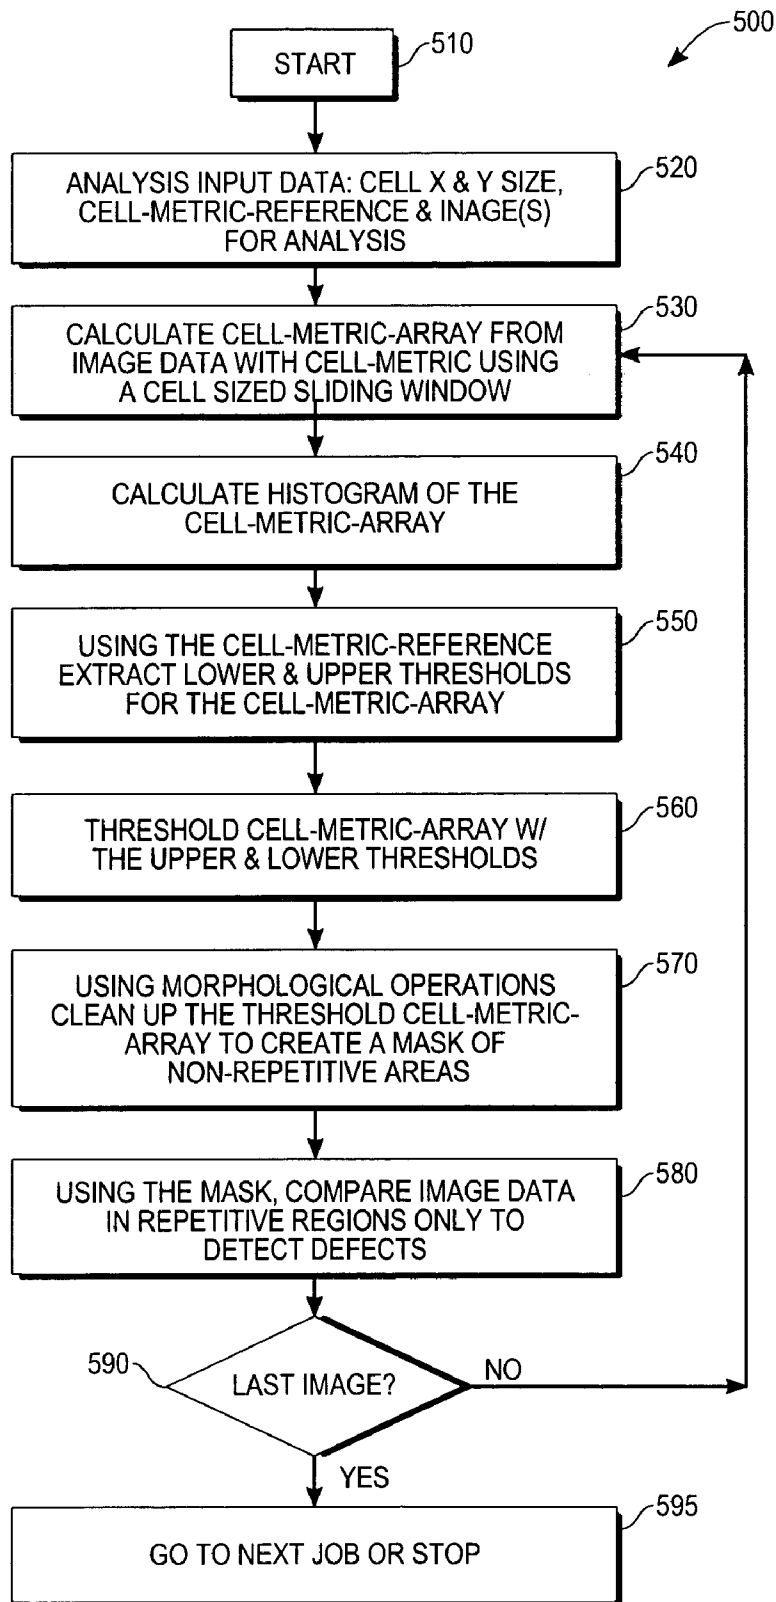 500
START
510
ANALYSIS INPUT DATA: CELL X & Y SIZE,
CELL-METRIC-REFERENCE & INAGE(S)
FOR ANALYSIS
520
CALCULATE CELL-METRIC-ARRAY FROM
IMAGE DATA WITH CELL-METRIC USING
A CELL SIZED SLIDING WINDOW
530
CALCULATE HISTOGRAM OF THE
CELL-METRIC-ARRAY
540
USING THE CELL-METRIC-REFERENCE
EXTRACT LOWER & UPPER THRESHOLDS
FOR THE CELL-METRIC-ARRAY
550
THRESHOLD CELL-METRIC-ARRAY W/
THE UPPER & LOWER THRESHOLDS
560
USING MORPHOLOGICAL OPERATIONS
CLEAN UP THE THRESHOLD CELL-METRIC-
ARRAY TO CREATE A MASK OF
NON-REPETITIVE AREAS
570
USING THE MASK, COMPARE IMAGE DATA
IN REPETITIVE REGIONS ONLY TO
DETECT DEFECTS
580
590
LAST IMAGE?
NO
YES
GO TO NEXT JOB OR STOP
595